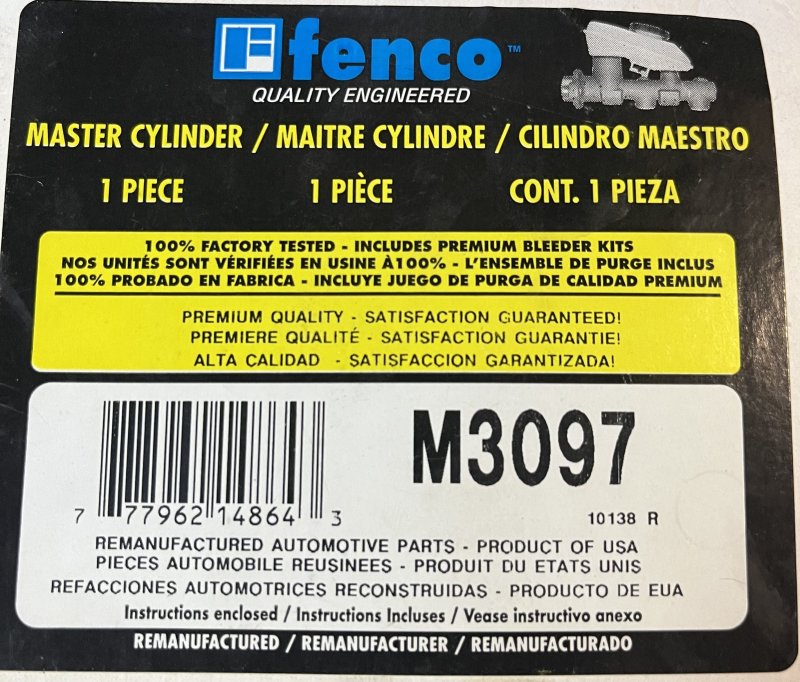 fenco™
QUALITY ENGINEERED
MASTER CYLINDER / MAITRE CYLINDRE / CILINDRO MAESTRO
1 PIECE 1 PIÈCE CONT. 1 PIEZA
100% FACTORY TESTED - INCLUDES PREMIUM BLEEDER KITS
NOS UNITÉS SONT VÉRIFIÉES EN USINE À100% - L'ENSEMBLE DE PURGE INCLUS
100% PROBADO EN FABRICA - INCLUYE JUEGO DE PURGA DE CALIDAD PREMIUM
PREMIUM QUALITY - SATISFACTION GUARANTEED!
PREMIERE QUALITÉ - SATISFACTION GUARANTIE!
ALTA CALIDAD - SATISFACCION GARANTIZADA!
M3097
7 77962 14864 3
10138 R
REMANUFACTURED AUTOMOTIVE PARTS - PRODUCT OF USA
PIECES AUTOMOBILE REUSINEES - PRODUIT DU ETATS UNIS
REFACCIONES AUTOMOTRICES RECONSTRUIDAS - PRODUCTO DE EUA
Instructions enclosed / Instructions Incluses / Vease instructivo anexo
REMANUFACTURED / REMANUFACTURER / REMANUFACTURADO